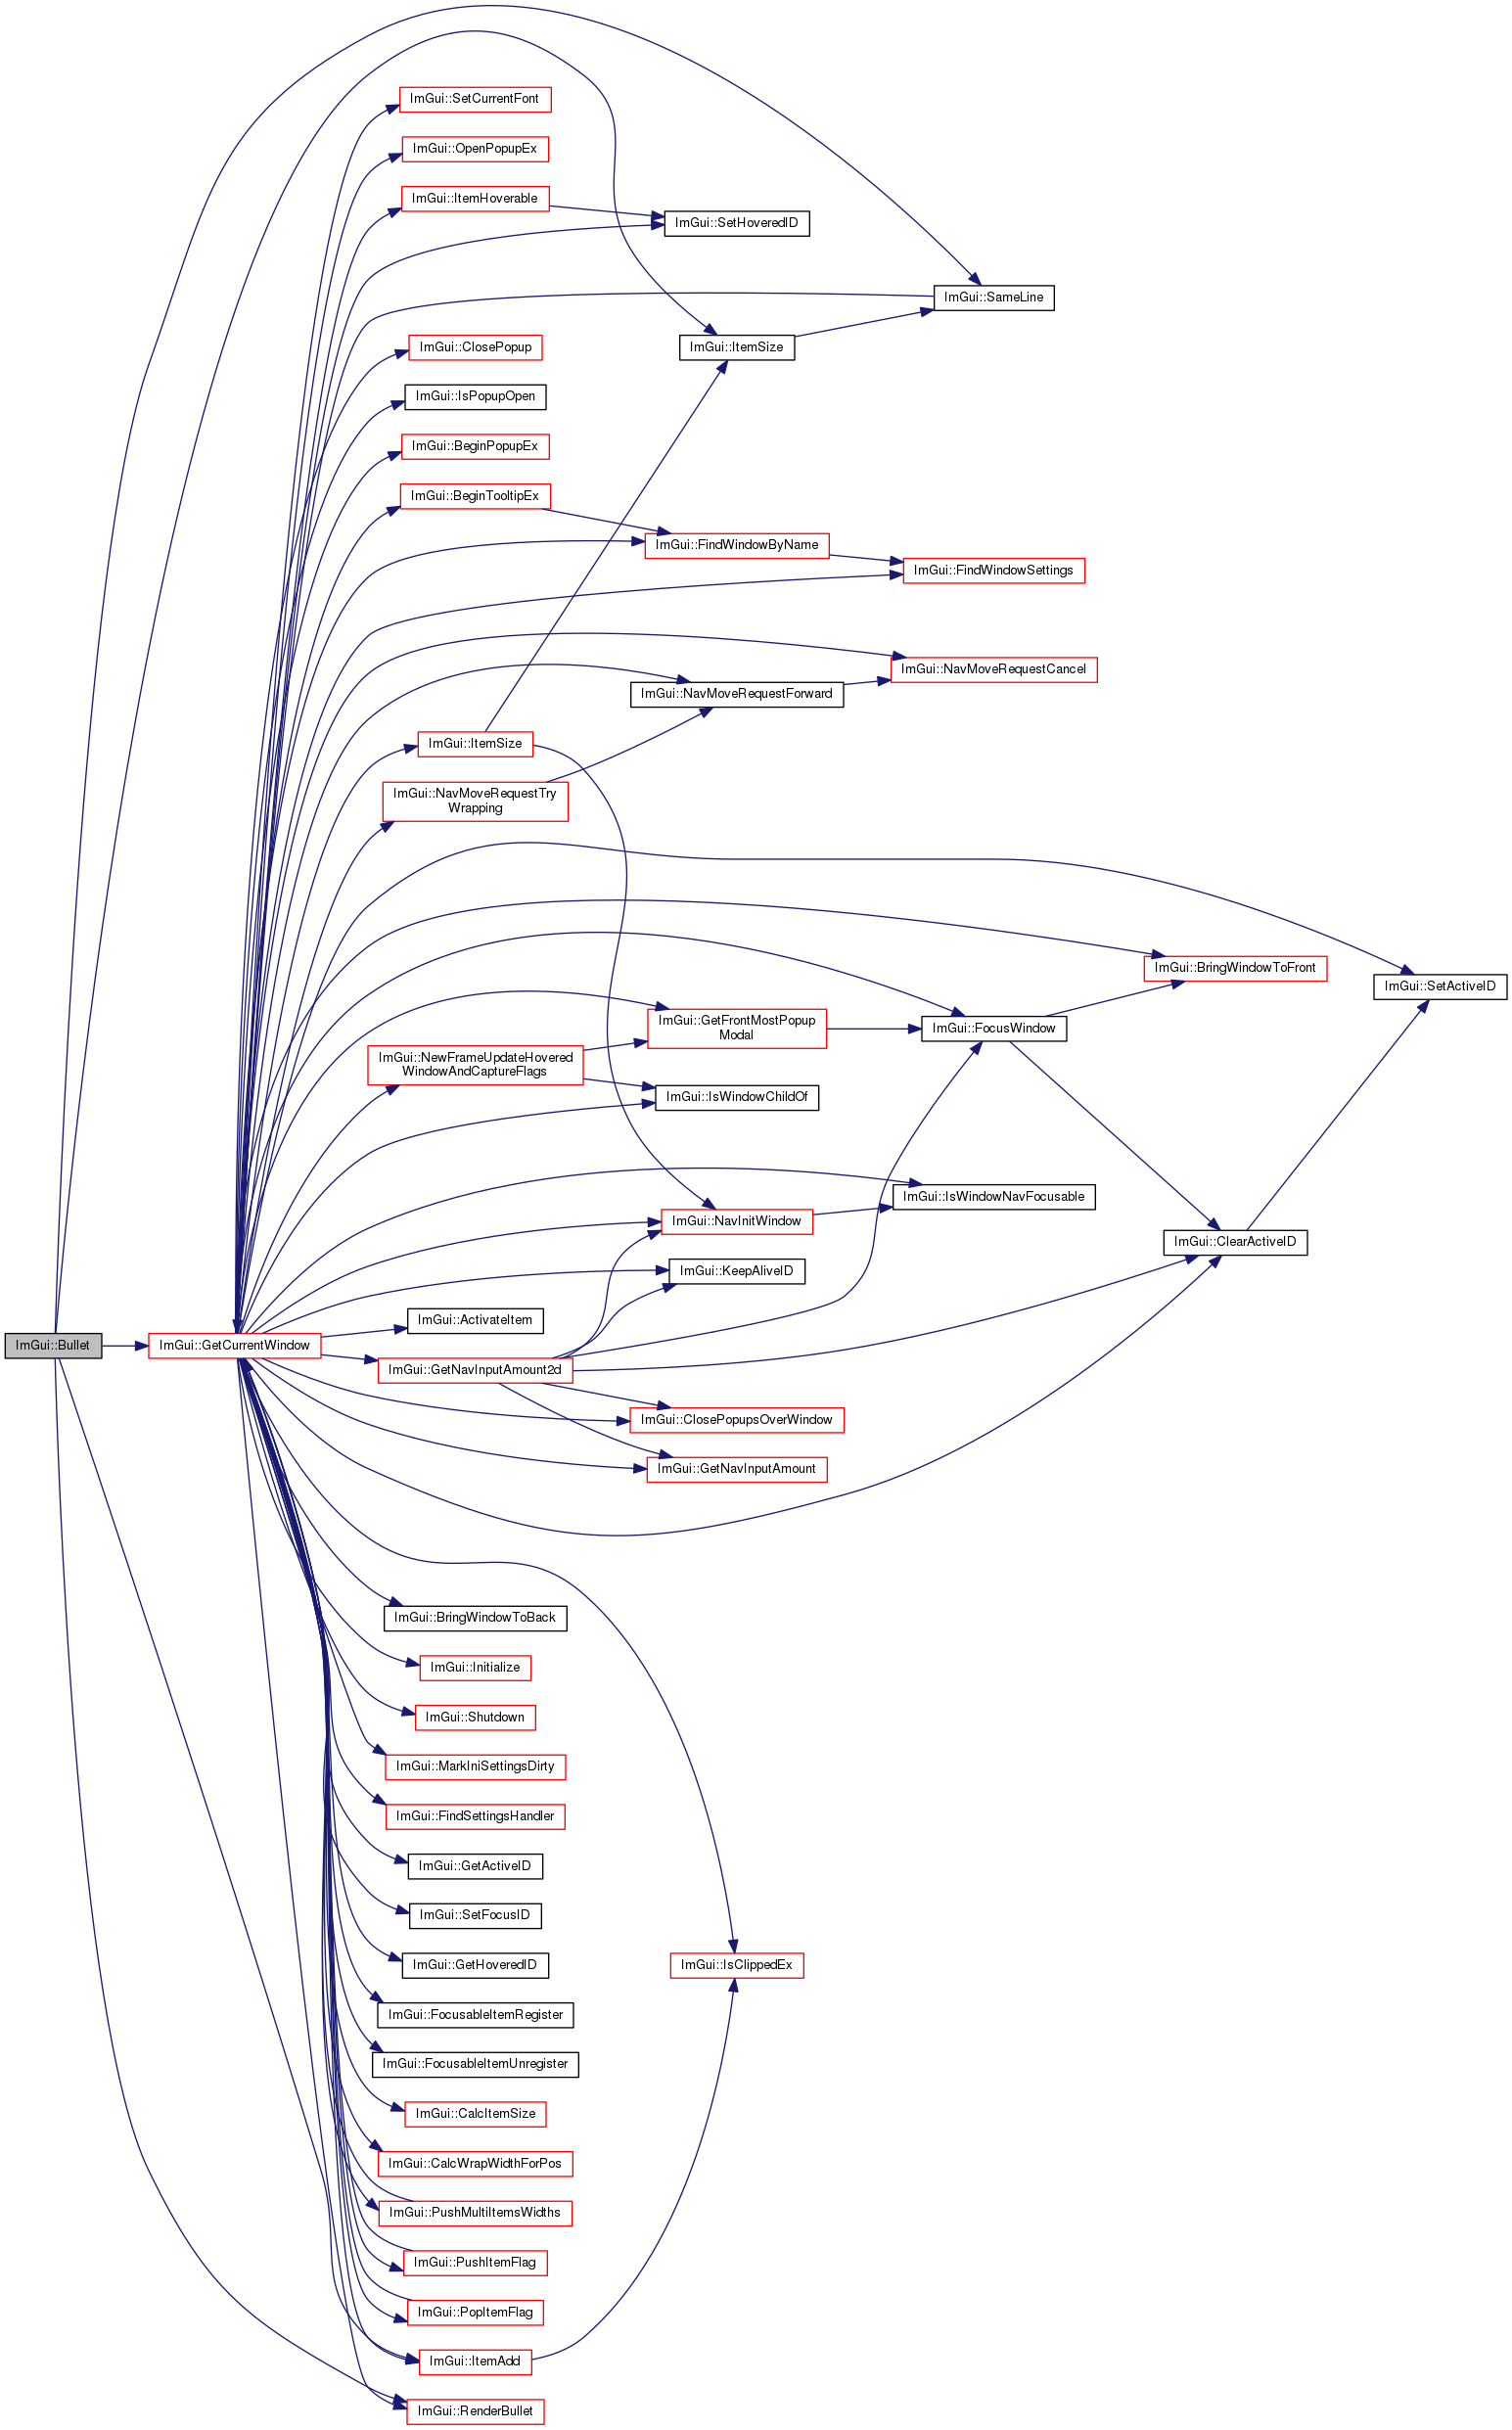 ImGui::SetCurrentFont
ImGui::OpenPopupEx
ImGui::ItemHoverable
ImGui::SetHoveredID
ImGui::SameLine
ImGui::ClosePopup
ImGui::ItemSize
ImGui::IsPopupOpen
ImGui::BeginPopupEx
ImGui::BeginTooltipEx
ImGui::FindWindowByName
ImGui::FindWindowSettings
ImGui::NavMoveRequestCancel
ImGui::NavMoveRequestForward
ImGui::ItemSize
ImGui::NavMoveRequestTry
Wrapping
ImGui::BringWindowToFront
ImGui::SetActiveID
ImGui::GetFrontMostPopup
Modal
ImGui::FocusWindow
ImGui::NewFrameUpdateHovered
WindowAndCaptureFlags
ImGui::IsWindowChildOf
ImGui::IsWindowNavFocusable
ImGui::NavInitWindow
ImGui::ClearActiveID
ImGui::KeepAliveID
ImGui::ActivateItem
ImGui::Bullet
ImGui::GetCurrentWindow
ImGui::GetNavInputAmount2d
ImGui::ClosePopupsOverWindow
ImGui::GetNavInputAmount
ImGui::BringWindowToBack
ImGui::Initialize
ImGui::Shutdown
ImGui::MarkIniSettingsDirty
ImGui::FindSettingsHandler
ImGui::GetActiveID
ImGui::SetFocusID
ImGui::GetHoveredID
ImGui::IsClippedEx
ImGui::FocusableItemRegister
ImGui::FocusableItemUnregister
ImGui::CalcItemSize
ImGui::CalcWrapWidthForPos
ImGui::PushMultiItemsWidths
ImGui::PushItemFlag
ImGui::PopItemFlag
ImGui::ItemAdd
ImGui::RenderBullet